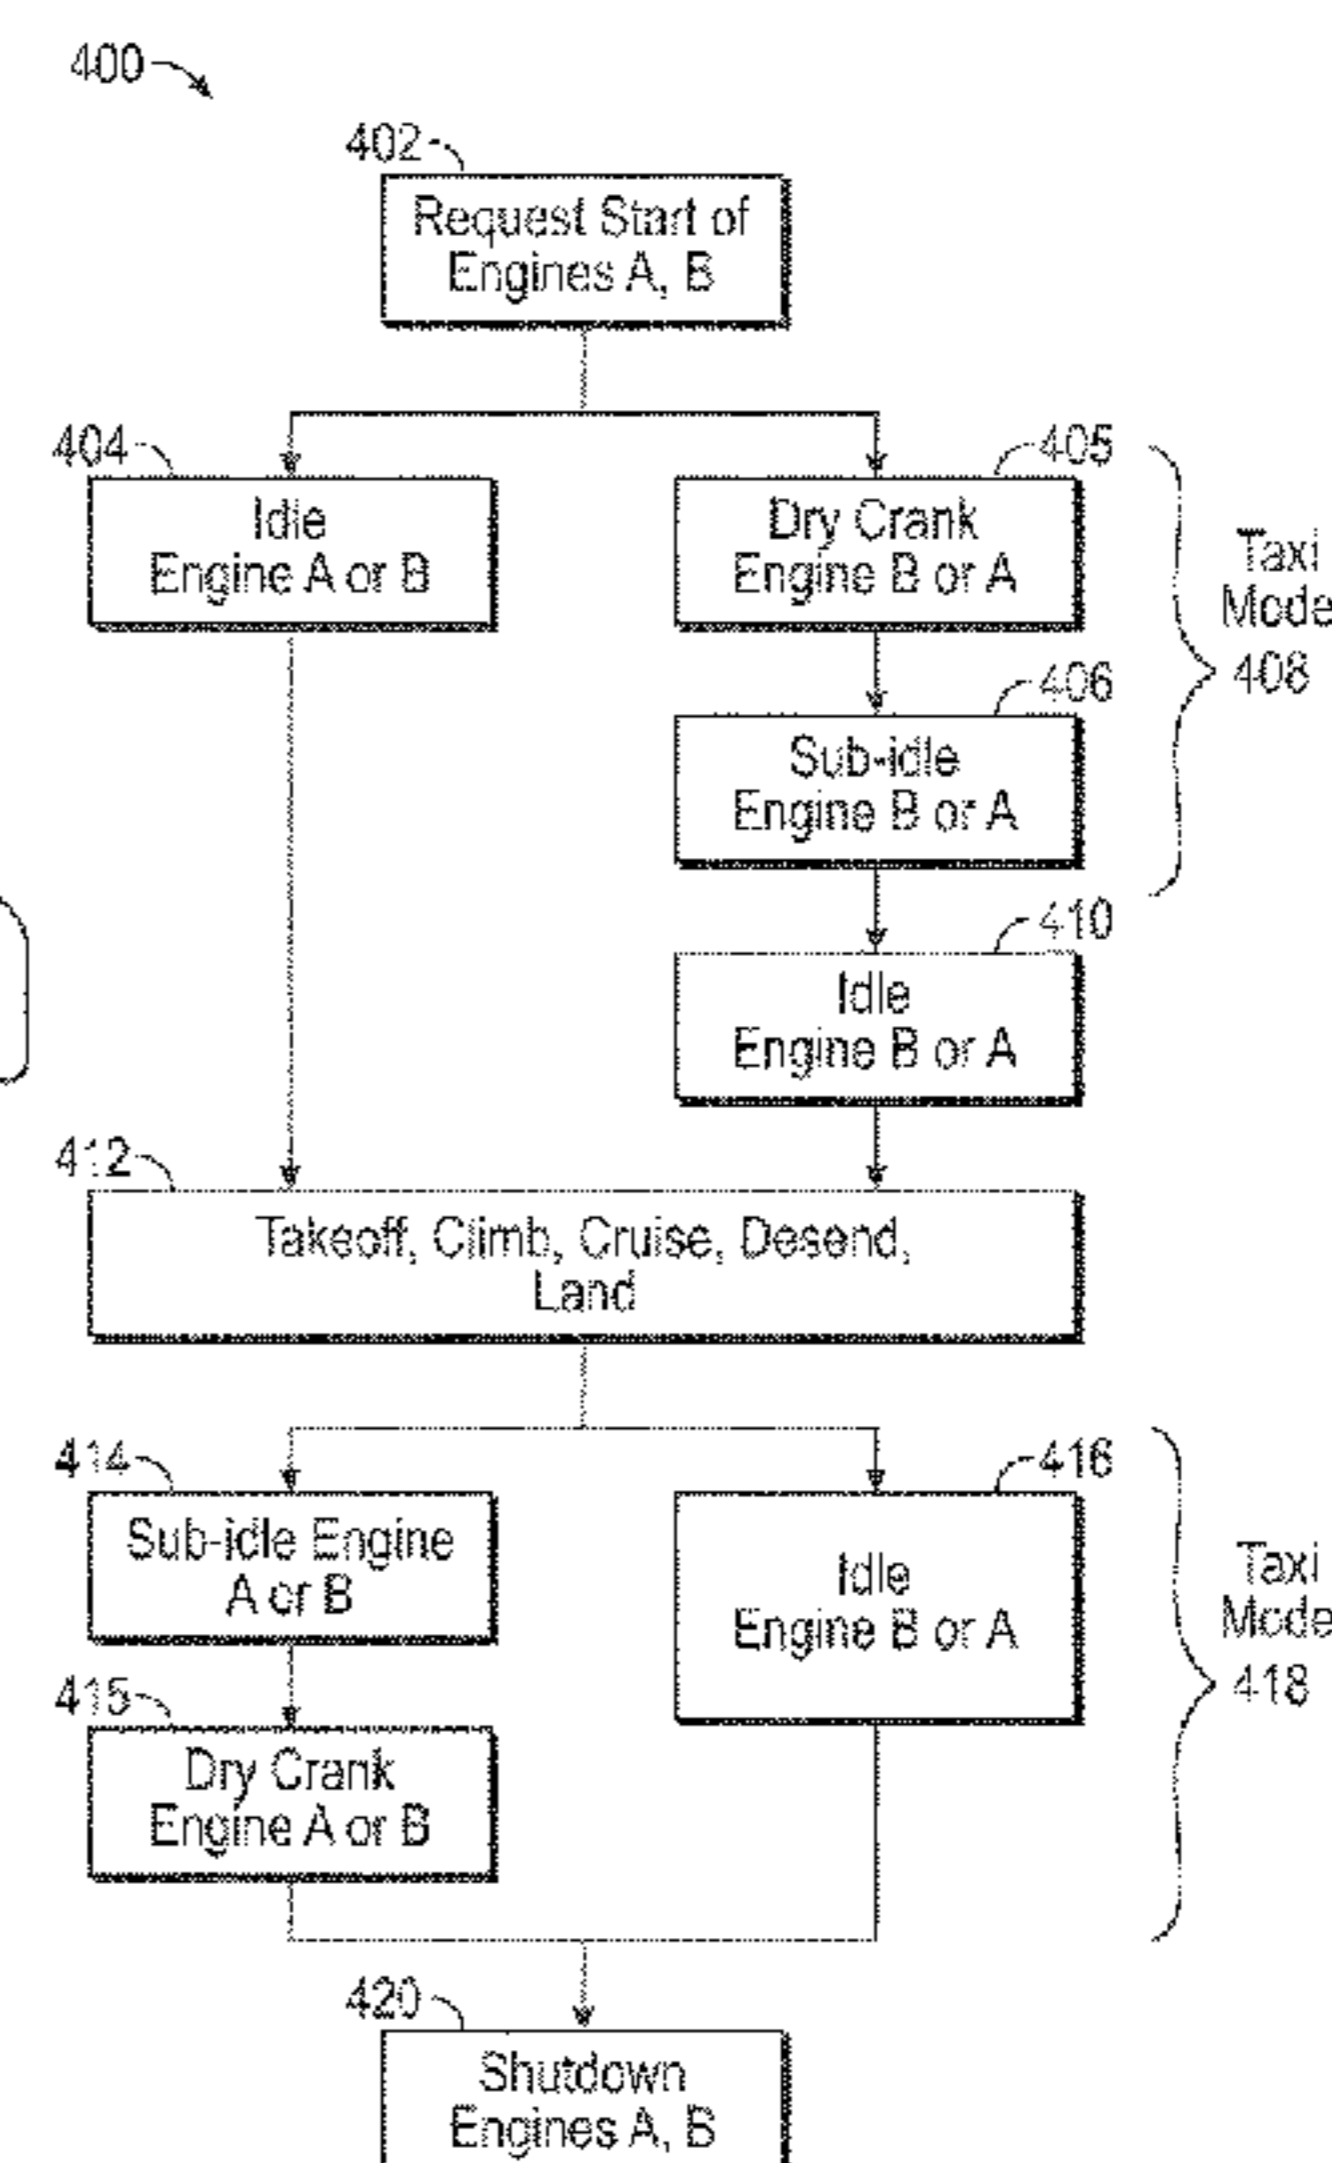 400
402
Request Start of
Engines A, B
404
Idle
Engine A or B
405
Dry Crank
Engine B or A
Taxi
Mode
408
406
Sub-idle
Engine B or A
410
Idle
Engine B or A
412
Takeoff, Climb, Cruise, Desend,
Land
414
Sub-idle Engine
A or B
416
Idle
Engine B or A
Taxi
Mode
418
415
Dry Crank
Engine A or B
420
Shutdown
Engines A, B